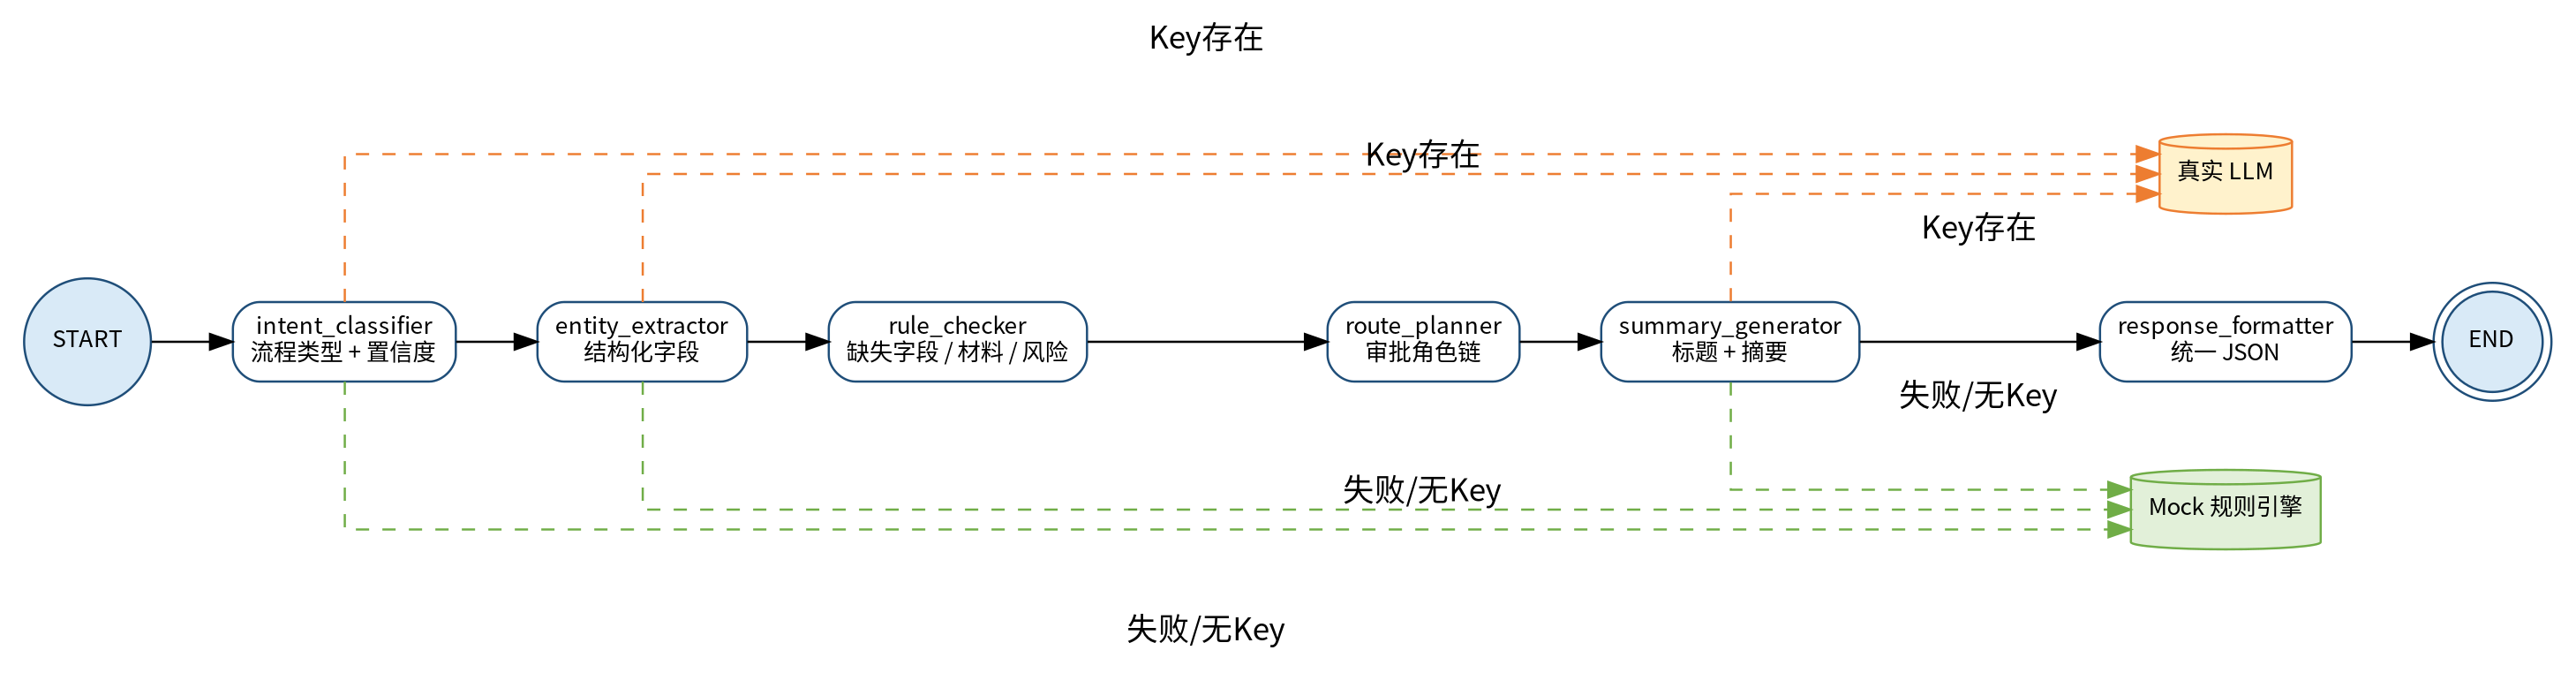 Key存在
Key存在
真实 LLM
Key存在
START
intent_classifier
流程类型 + 置信度
entity_extractor
结构化字段
rule_checker
缺失字段 / 材料 / 风险
route_planner
审批角色链
summary_generator
标题 + 摘要
response_formatter
统一 JSON
END
失败/无Key
失败/无Key
Mock 规则引擎
失败/无Key